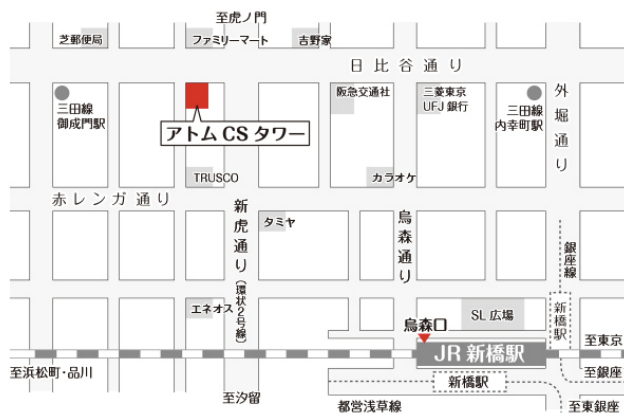 至虎ノ門
芝郵便局
ファミリーマート
吉野家
日比谷通り
三田線
御成門駅
アトムCSタワー
阪急交通社
三菱東京
UFJ銀行
三田線
内幸町駅
外堀通り
TRUSCO
カラオケ
赤レンガ通り
新虎通り
(環状2号線)
タミヤ
烏森通り
銀座線
エネオス
烏森口
SL広場
新橋駅
JR新橋駅
至東京
至浜松町・品川
新橋駅
至銀座
至汐留
都営浅草線
至東銀座